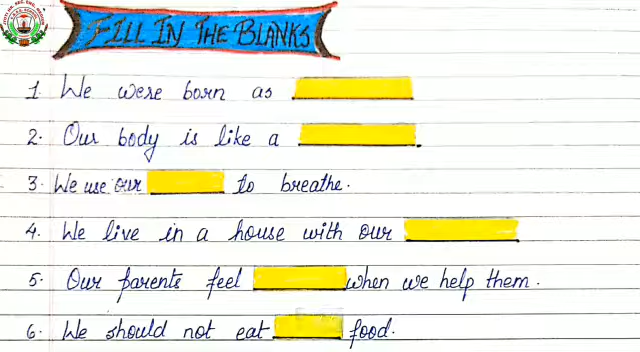 FILL IN THE BLANKS
1. We were born as
2. Our body is like a .
3. We use our to breathe.
4. We live in a house with our
5. Our parents feel when we help them.
6. We should not eat food.